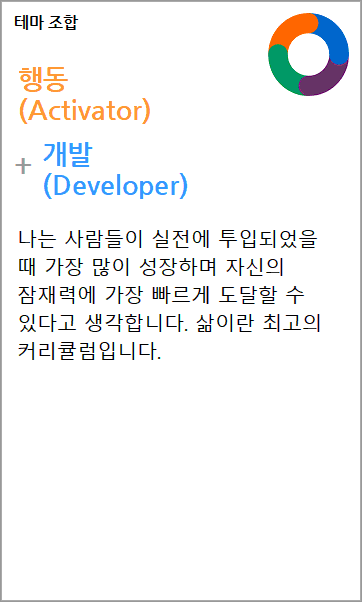 테마 조합
행동
(Activator)
+ 개발
(Developer)
나는 사람들이 실전에 투입되었을
때 가장 많이 성장하며 자신의
잠재력에 가장 빠르게 도달할 수
있다고 생각합니다. 삶이란 최고의
커리큘럼입니다.